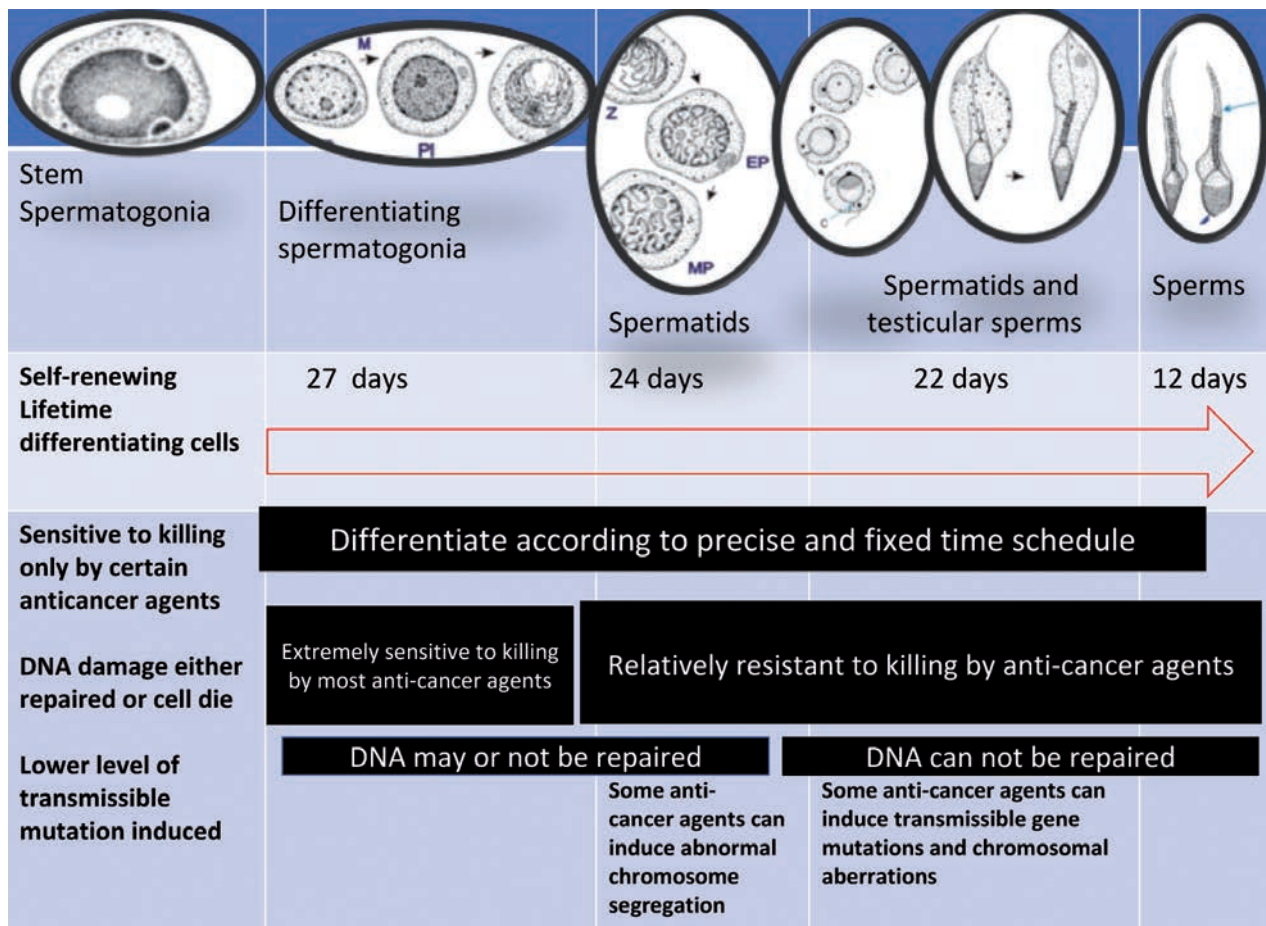 M
PI
Z
EP
MP
C
Stem
Spermatogonia
Differentiating
spermatogonia
Spermatids
Spermatids and
testicular sperms
Sperms
Self-renewing
Lifetime
differentiating cells
27 days
24 days
22 days
12 days
Sensitive to killing
only by certain
anticancer agents
DNA damage either
repaired or cell die
Lower level of
transmissible
mutation induced
Differentiate according to precise and fixed time schedule
Extremely sensitive to killing
by most anti-cancer agents
Relatively resistant to killing by anti-cancer agents
DNA may or not be repaired
DNA can not be repaired
Some anti-
cancer agents can
induce abnormal
chromosome
segregation
Some anti-cancer agents can
induce transmissible gene
mutations and chromosomal
aberrations